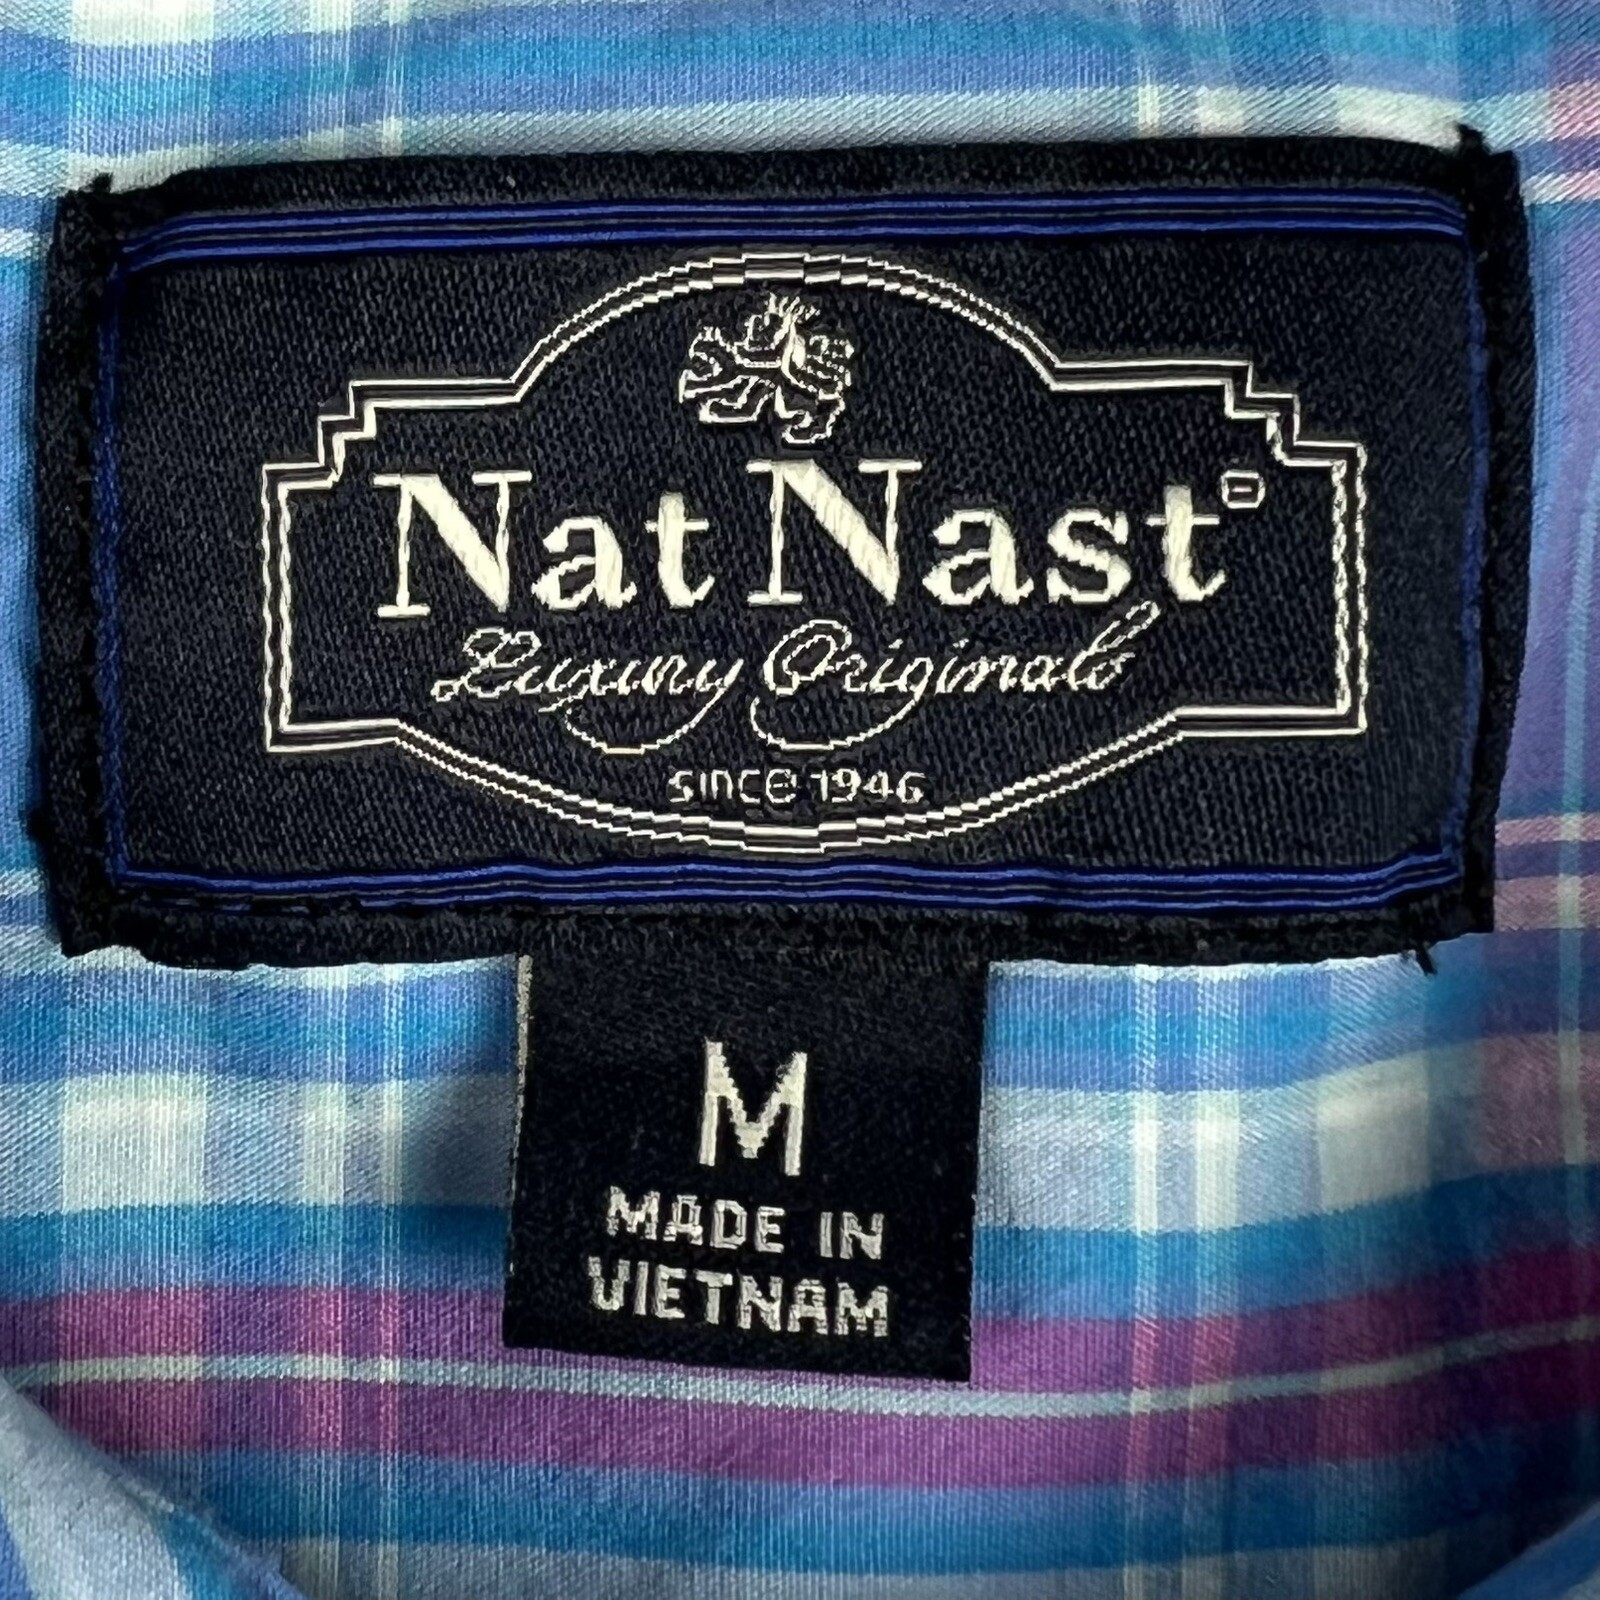 Nat Nast®
Luxury Originals
SINCE 1946
M
MADE IN
VIETNAM